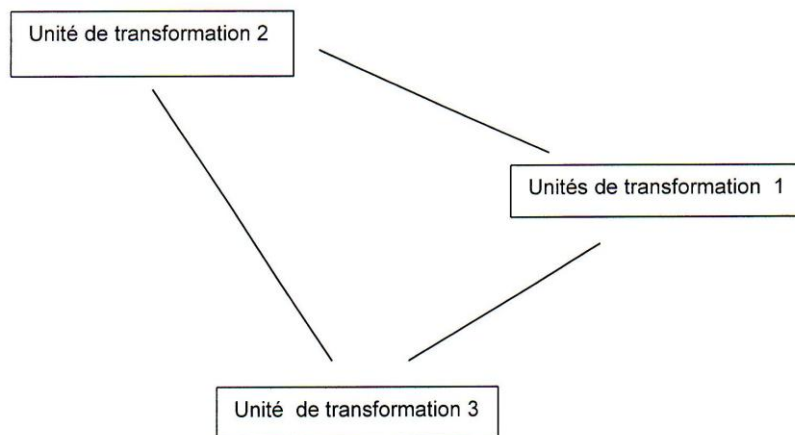 Unité de transformation 2
Unités de transformation 1
Unité de transformation 3